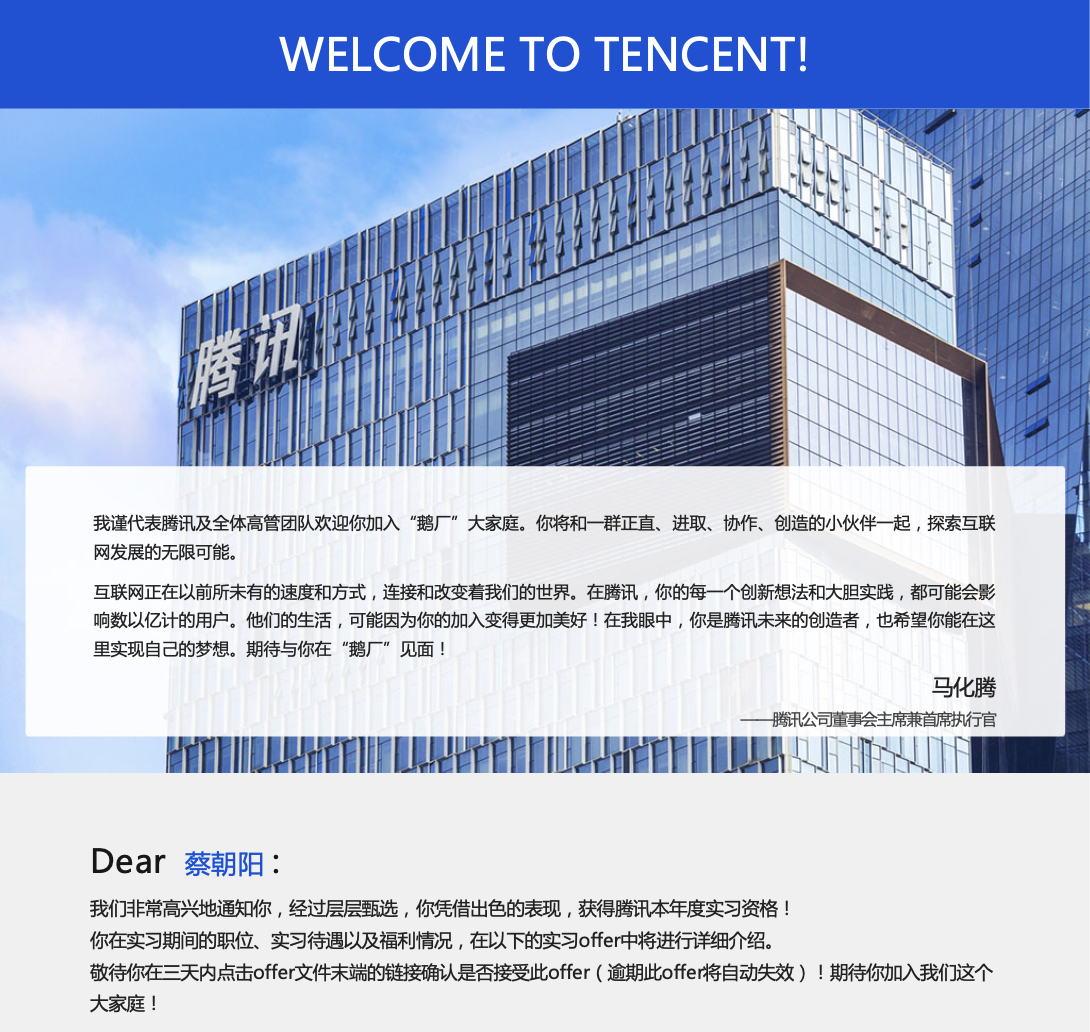 WELCOME TO TENCENT!
腾讯
我谨代表腾讯及全体高管团队欢迎你加入“鹅厂”大家庭。你将和一群正直、进取、协作、创造的小伙伴一起，探索互联
网发展的无限可能。
互联网正在以前所未有的速度和方式，连接和改变着我们的世界。在腾讯，你的每一个创新想法和大胆实践，都可能会影
响数以亿计的用户。他们的生活，可能因为你的加入变得更加美好！在我眼中，你是腾讯未来的创造者，也希望你能在这
里实现自己的梦想。期待与你在“鹅厂”见面！
马化腾
——腾讯公司董事会主席兼首席执行官
Dear 蔡朝阳：
我们非常高兴地通知你，经过层层甄选，你凭借出色的表现，获得腾讯本年度实习资格！
你在实习期间的职位、实习待遇以及福利情况，在以下的实习offer中将进行详细介绍。
敬待你在三天内点击offer文件末端的链接确认是否接受此offer（逾期此offer将自动失效）！期待你加入我们这个
大家庭！